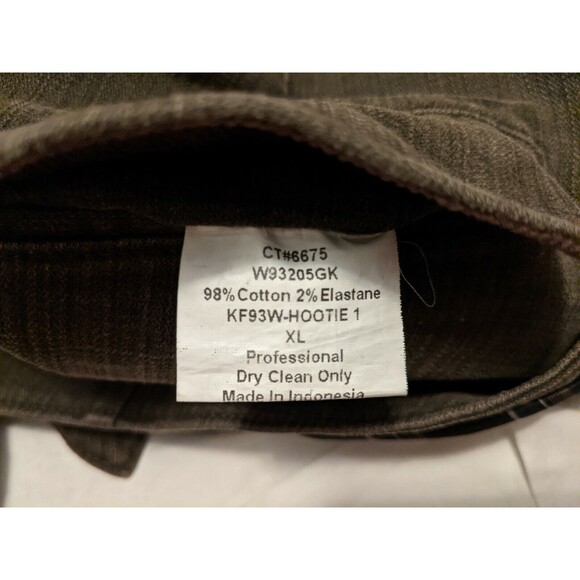 CT#6675
W93205GK
98% Cotton 2% Elastane
KF93W-HOOTIE 1
XL
Professional
Dry Clean Only
Made In Indonesia